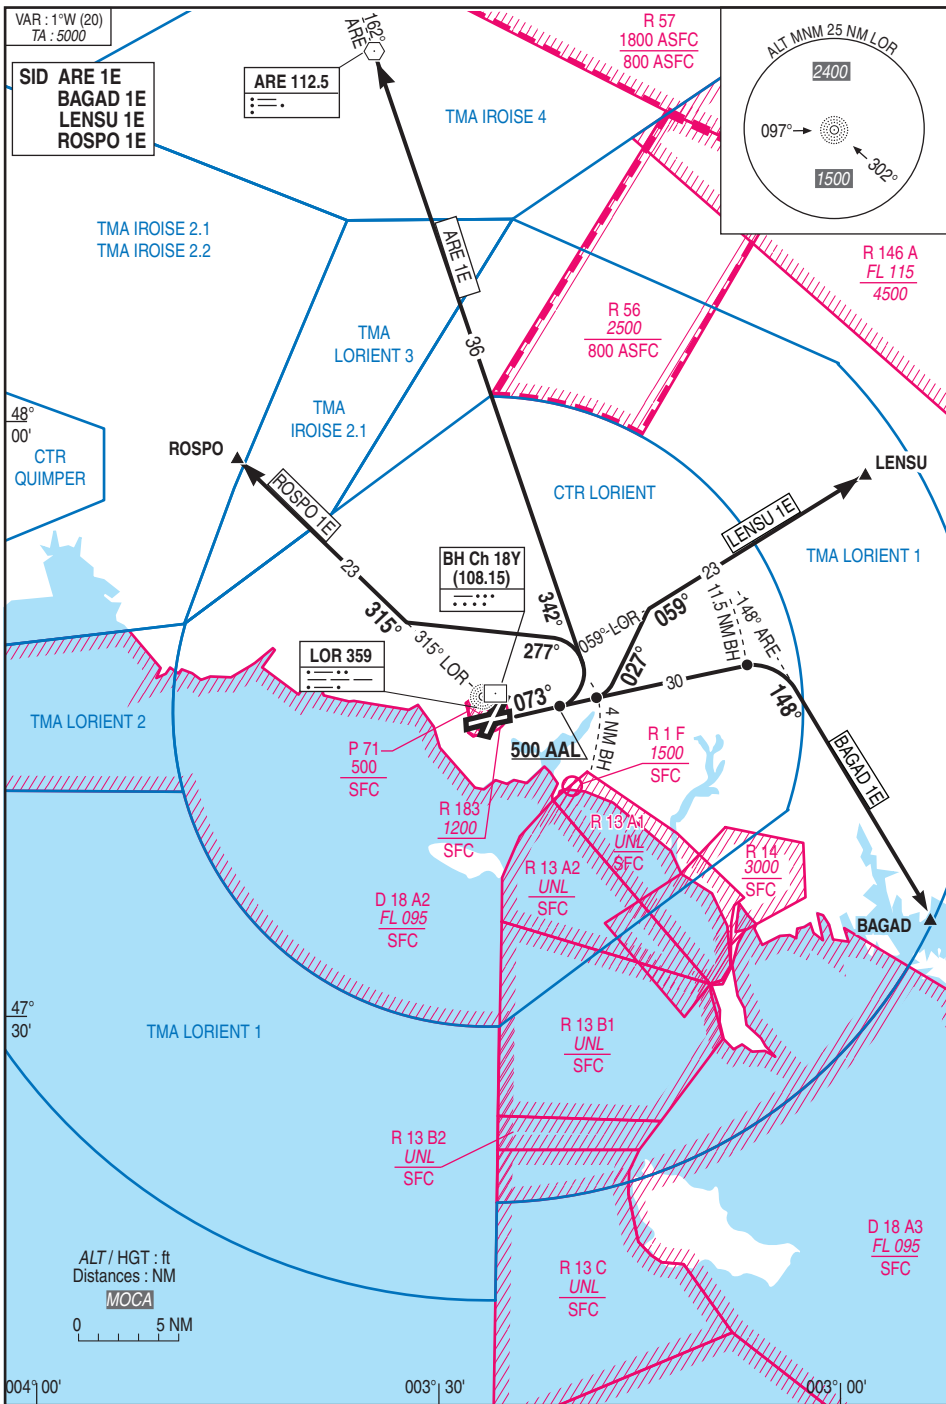 VAR : 1°W (20)
TA : 5000
SID ARE 1E
BAGAD 1E
LENSU 1E
ROSPO 1E
162°
ARE
ARE 112.5
R 57
1800 ASFC
800 ASFC
ALT MNM 25 NM LOR
2400
097°
302°
1500
TMA IROISE 4
TMA IROISE 2.1
TMA IROISE 2.2
ARE 1E
R 146 A
FL 115
4500
R 56
2500
800 ASFC
TMA
LORIENT 3
36
TMA
IROISE 2.1
48°
00'
CTR
QUIMPER
ROSPO
ROSPO 1E
CTR LORIENT
LENSU
LENSU 1E
TMA LORIENT 1
BH Ch 18Y
(108.15)
23
23
342°
315°
315° LOR
277°
059° LOR
059°
027°
11.5 NM BH
148° ARE
LOR 359
073°
30
148°
TMA LORIENT 2
500 AAL
4 NM BH
P 71
500
SFC
R 1 F
1500
SFC
BAGAD 1E
R 183
1200
SFC
R 13 A1
UNL
SFC
R 14
3000
SFC
R 13 A2
UNL
SFC
D 18 A2
FL 095
SFC
BAGAD
47°
30'
TMA LORIENT 1
R 13 B1
UNL
SFC
R 13 B2
UNL
SFC
D 18 A3
FL 095
SFC
R 13 C
UNL
SFC
ALT / HGT : ft
Distances : NM
MOCA
0 5 NM
004° 00'
003° 30'
003° 00'